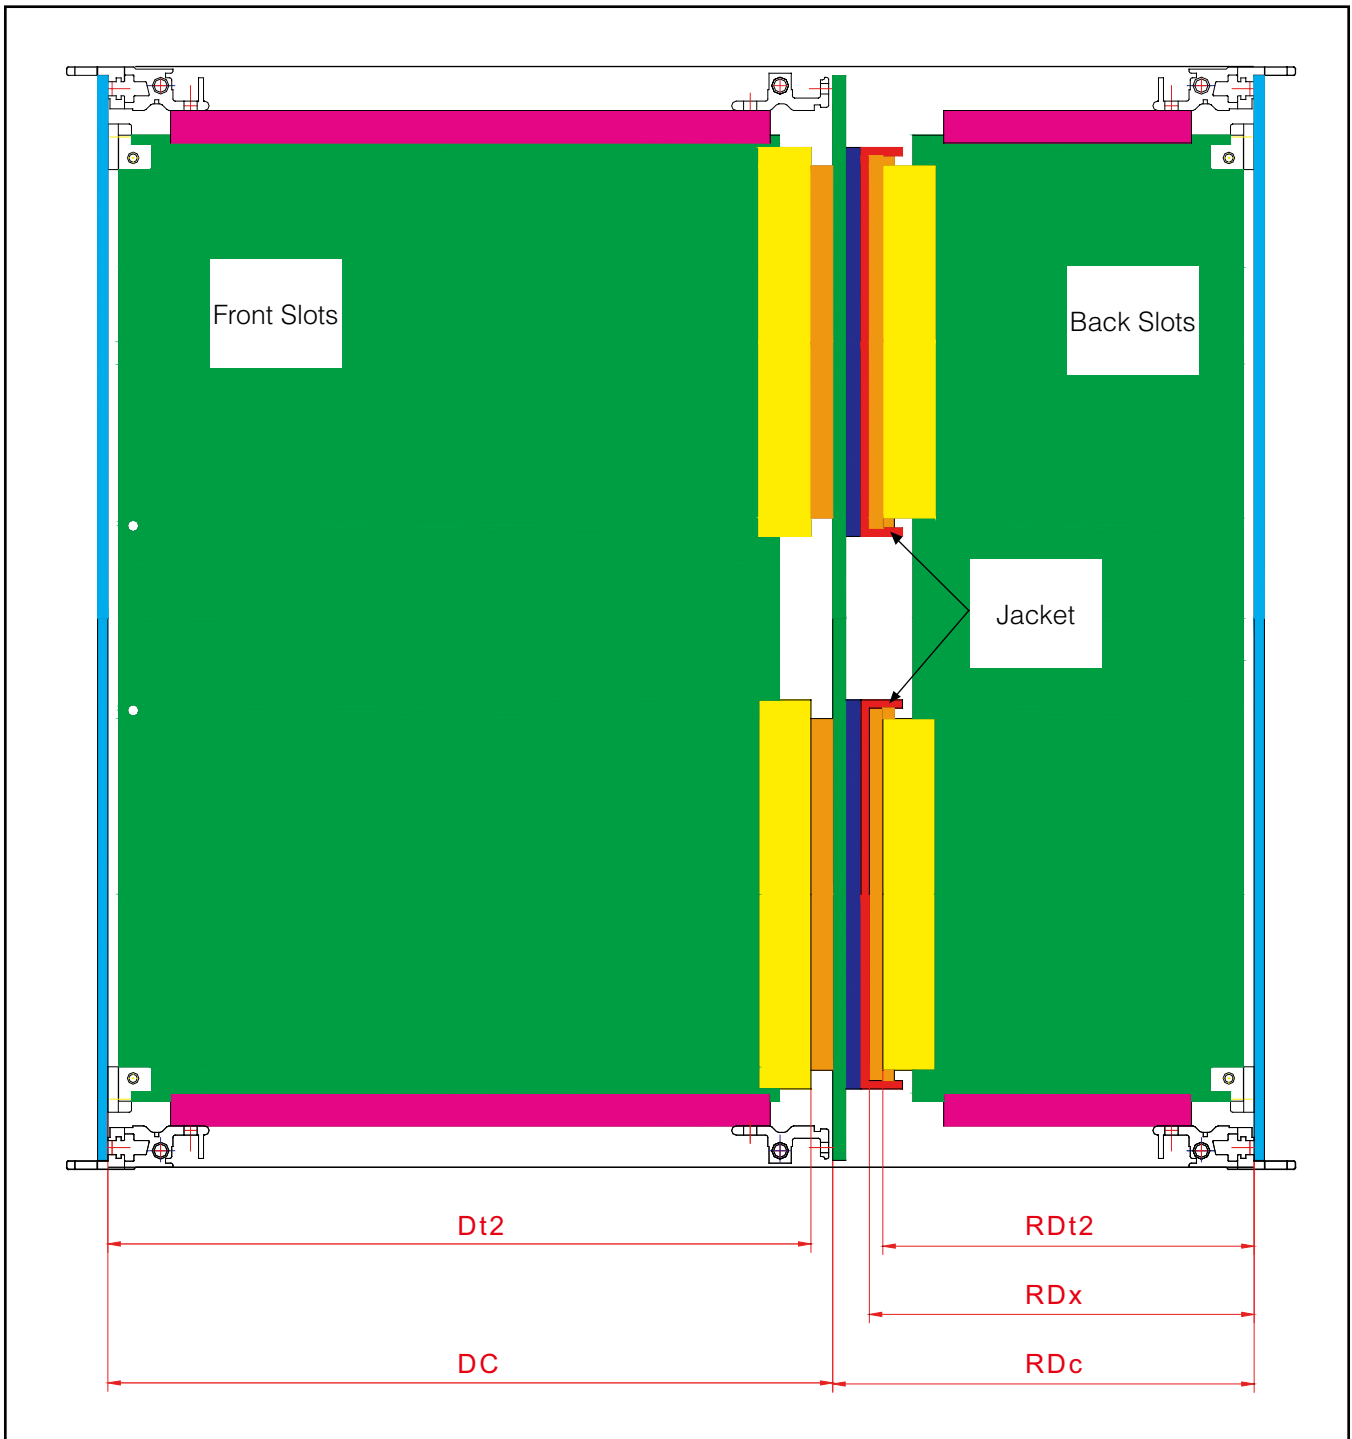 Front Slots
Back Slots
Jacket
Dt2
RDt2
RDx
DC
RDc